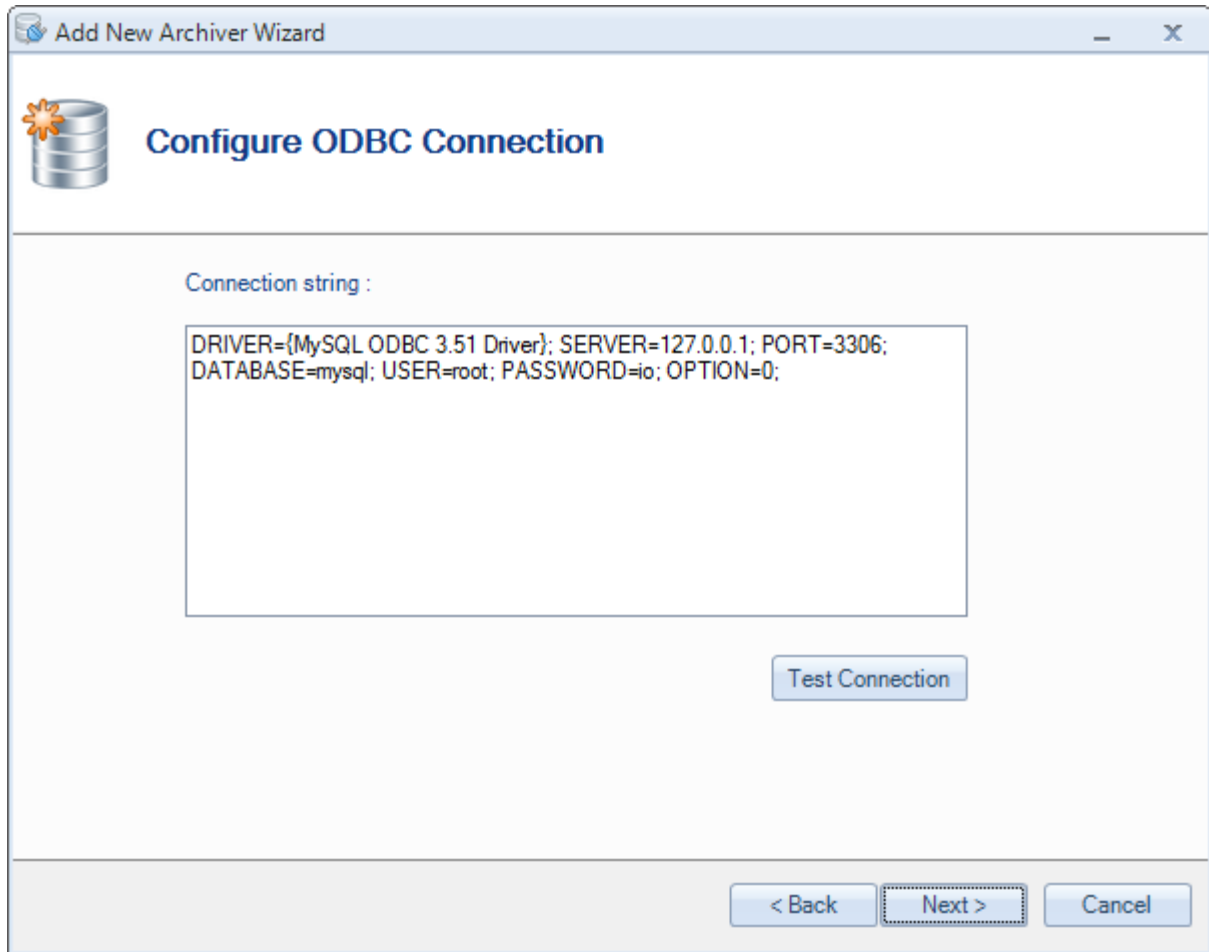 Add New Archiver Wizard
Configure ODBC Connection
Connection string :
DRIVER={MySQL ODBC 3.51 Driver}; SERVER=127.0.0.1; PORT=3306;
DATABASE=mysql; USER=root; PASSWORD=io; OPTION=0;
Test Connection
< Back Next > Cancel